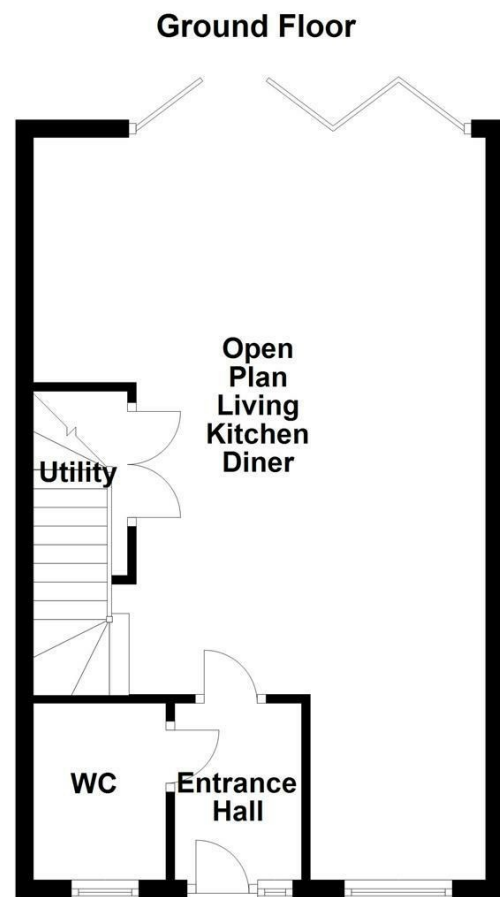 Ground Floor
Open
Plan
Living
Kitchen
Diner
Utility
WC
Entrance
Hall